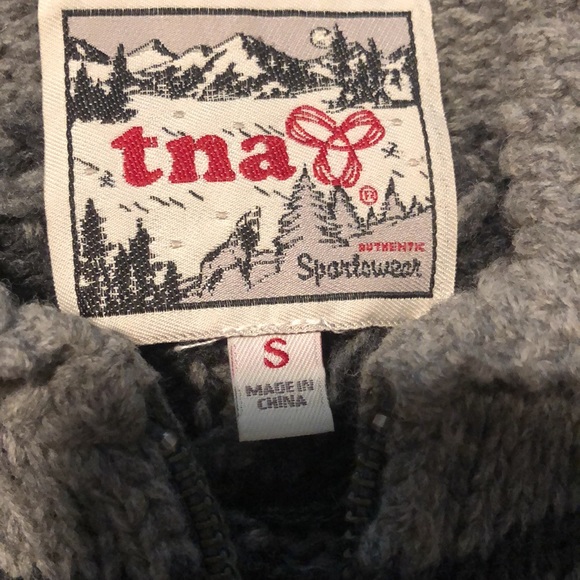 tna
®
AUTHENTIC
Sportswear
S
MADE IN
CHINA